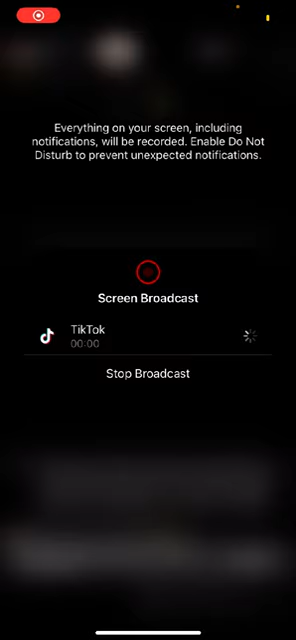 Everything on your screen, including
notifications, will be recorded. Enable Do Not
Disturb to prevent unexpected notifications.
Screen Broadcast
TikTok
00:00
Stop Broadcast